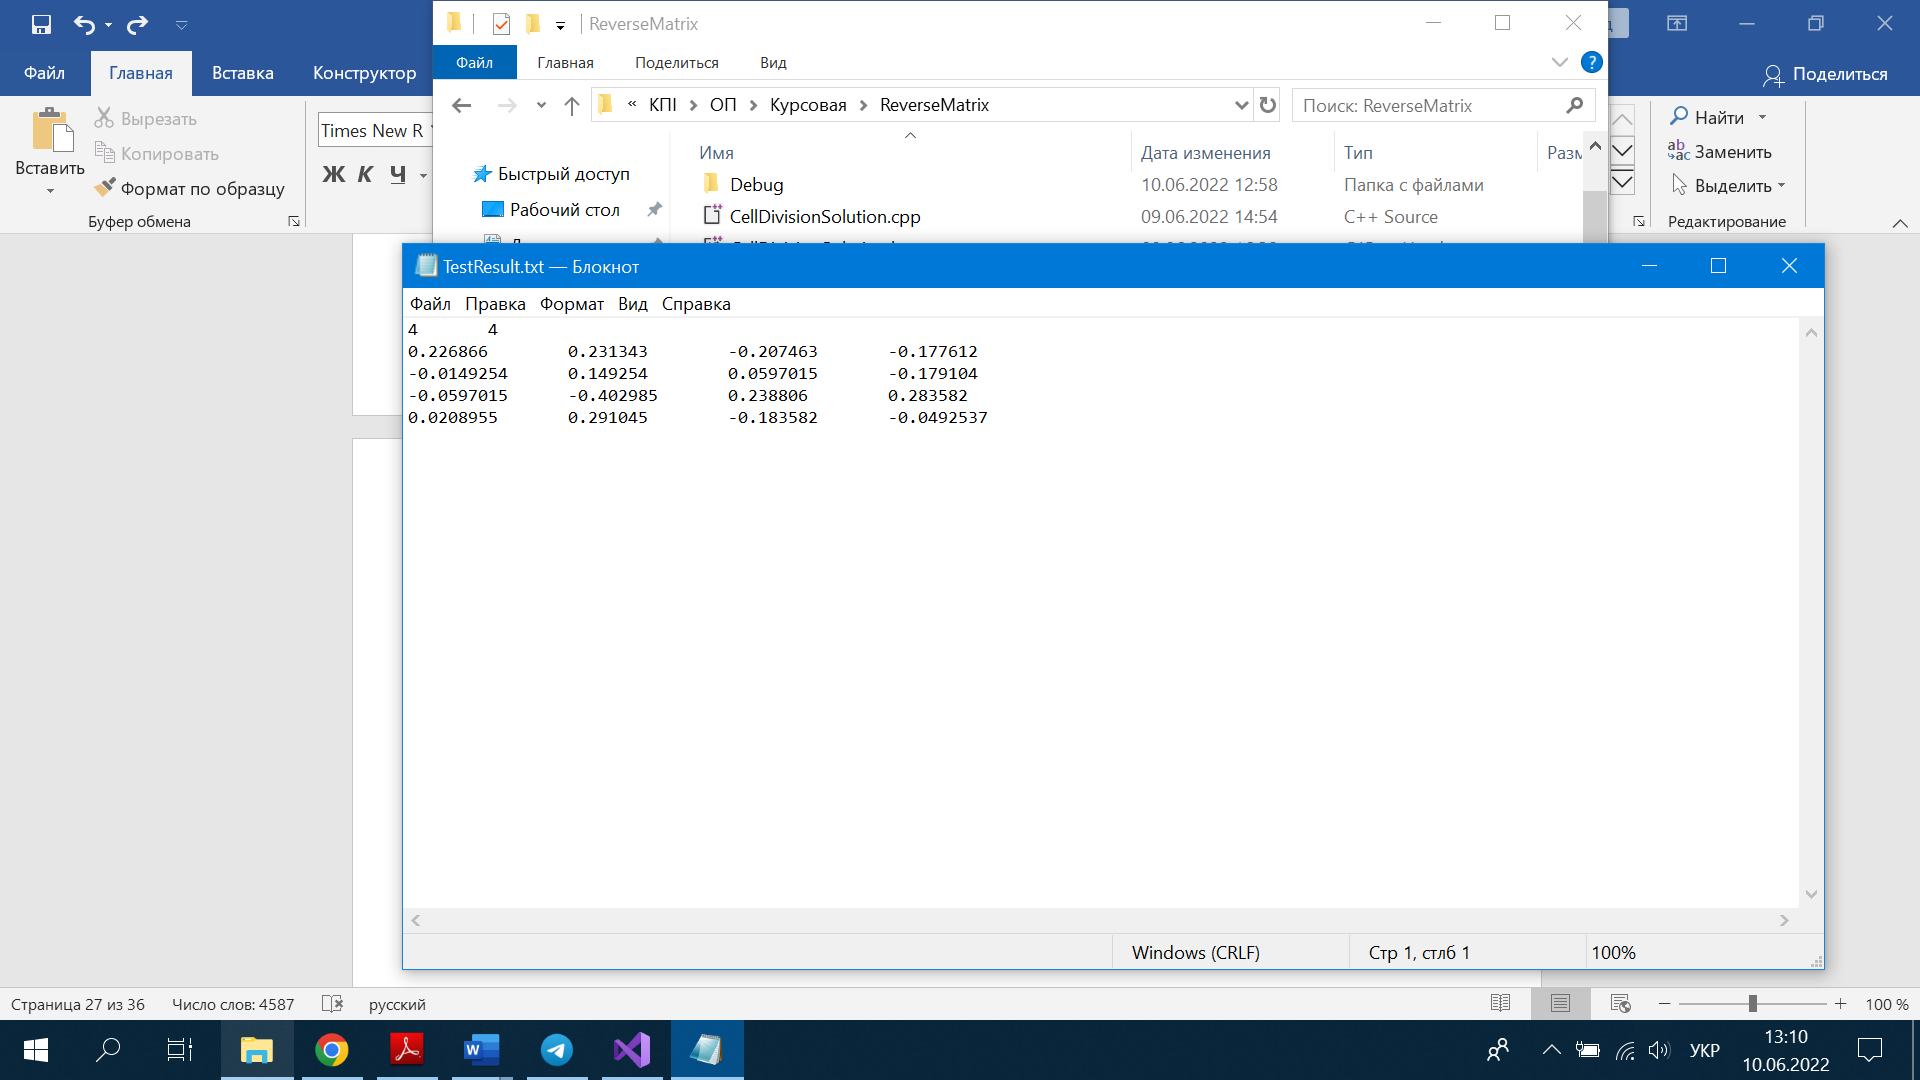 ReverseMatrix
Файл Главная Вставка Конструктор
Поделиться
Файл Главная Поделиться Вид
« КПІ ОП Курсовая ReverseMatrix
Поиск: ReverseMatrix
Вставить
Вырезать
Копировать
Формат по образцу
Буфер обмена
Times New R
Ж К Ч
Найти
Заменить
Выделить
Редактирование
Быстрый доступ
Рабочий стол
Имя Дата изменения Тип Разм
Debug 10.06.2022 12:58 Папка с файлами
CellDivisionSolution.cpp 09.06.2022 14:54 C++ Source
TestResult.txt — Блокнот
Файл Правка Формат Вид Справка
4 4
0.226866 0.231343 -0.207463 -0.177612
-0.0149254 0.149254 0.0597015 -0.179104
-0.0597015 -0.402985 0.238806 0.283582
0.0208955 0.291045 -0.183582 -0.0492537
Windows (CRLF) Стр 1, стлб 1 100%
Страница 27 из 36 Число слов: 4587 русский 100 %
УКР
13:10
10.06.2022